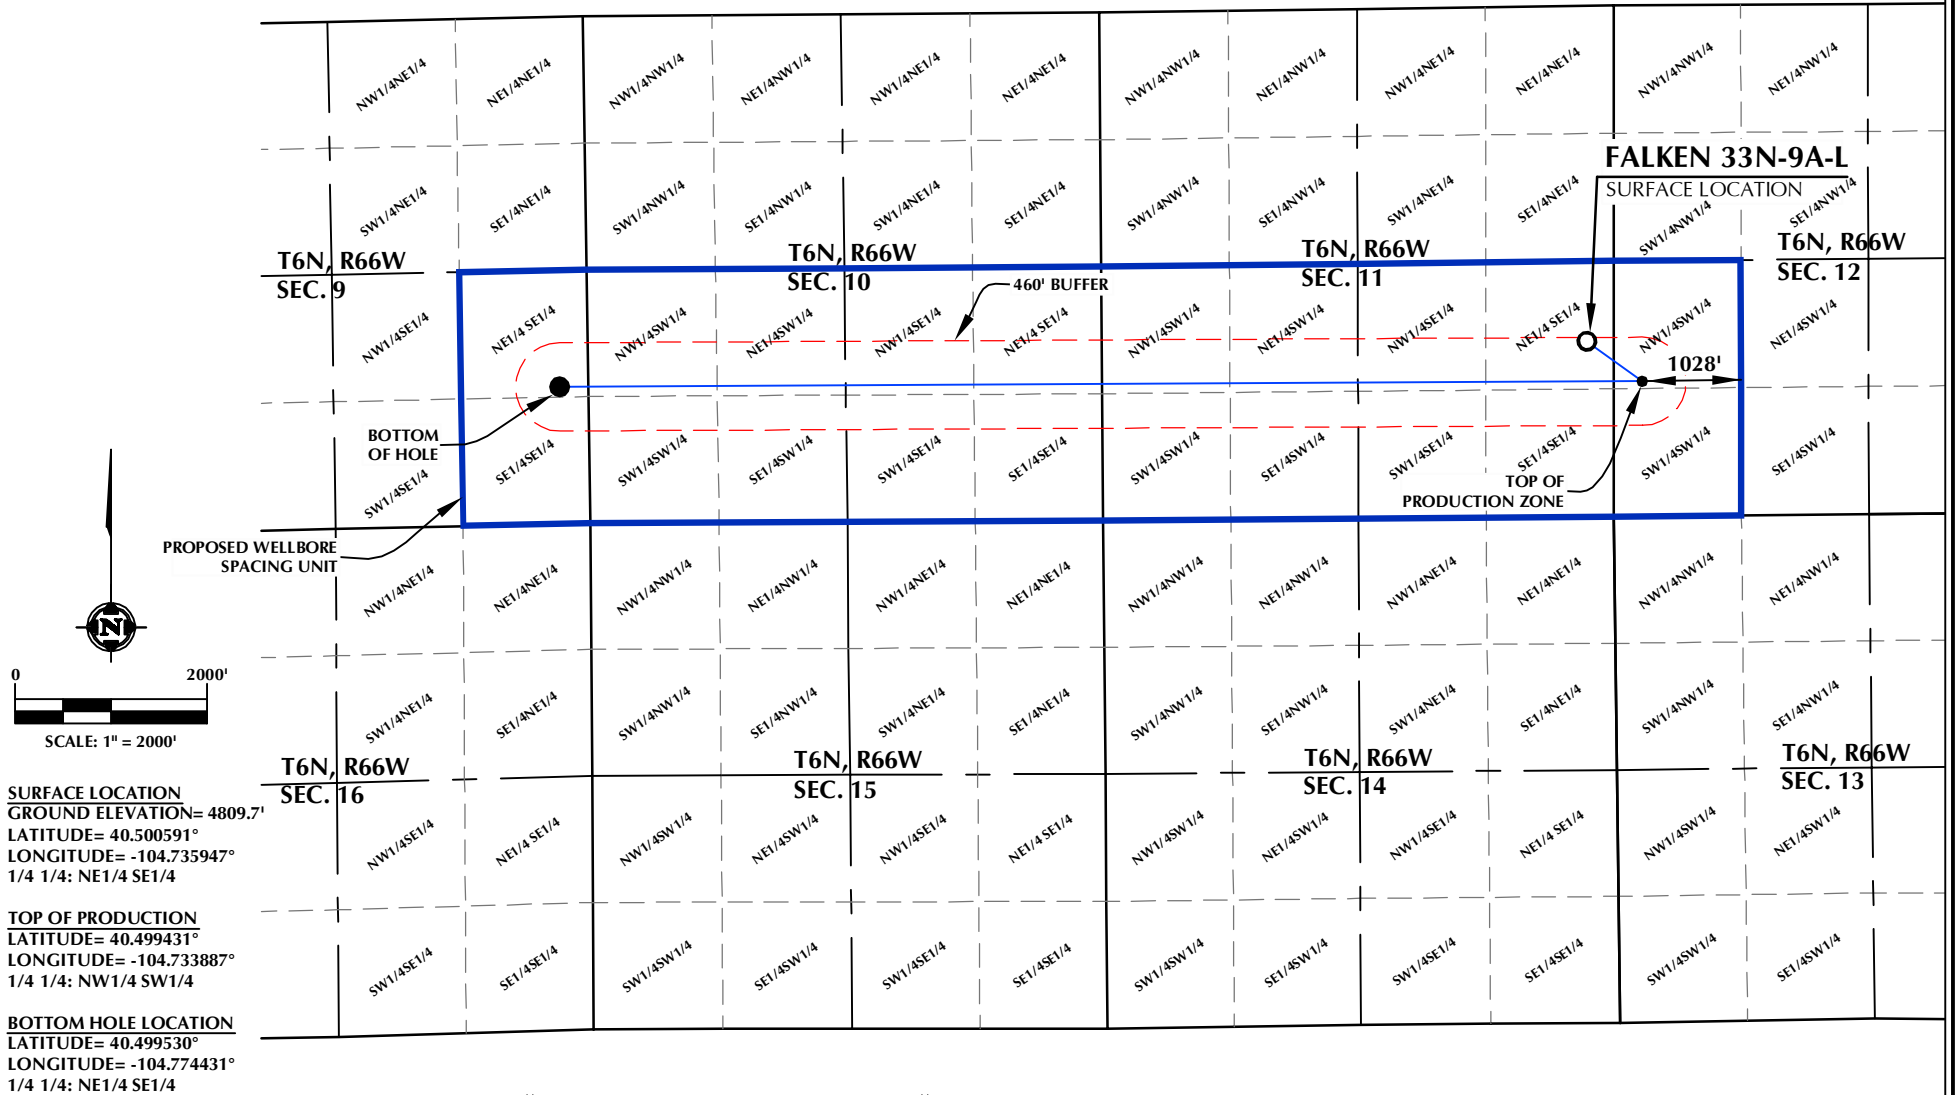 NW1/4NE1/4 NE1/4NE1/4 NW1/4NW1/4 NE1/4NW1/4 NW1/4NE1/4 NE1/4NE1/4 NW1/4NW1/4 NE1/4NW1/4 NW1/4NE1/4 NE1/4NE1/4 NW1/4NW1/4 NE1/4NW1/4
FALKEN 33N-9A-L
SURFACE LOCATION
SW1/4NE1/4 SE1/4NE1/4 SW1/4NW1/4 SE1/4NW1/4 SW1/4NE1/4 SE1/4NE1/4 SW1/4NW1/4 SE1/4NW1/4 SW1/4NE1/4 SE1/4NE1/4 SW1/4NW1/4 SE1/4NW1/4
T6N, R66W
SEC. 9
T6N, R66W
SEC. 10
T6N, R66W
SEC. 11
T6N, R66W
SEC. 12
460' BUFFER
NW1/4SE1/4 NE1/4 SE1/4 NW1/4SW1/4 NE1/4SW1/4 NW1/4SE1/4 NE1/4 SE1/4 NW1/4SW1/4 NE1/4SW1/4 NW1/4SE1/4 NE1/4 SE1/4 NW1/4SW1/4 NE1/4SW1/4
1028'
BOTTOM
OF HOLE
SW1/4SE1/4 SE1/4SE1/4 SW1/4SW1/4 SE1/4SW1/4 SW1/4SE1/4 SE1/4SE1/4 SW1/4SW1/4 SE1/4SW1/4 SW1/4SE1/4 SE1/4SE1/4 SW1/4SW1/4 SE1/4SW1/4
TOP OF
PRODUCTION ZONE
PROPOSED WELLBORE
SPACING UNIT
NW1/4NE1/4 NE1/4NE1/4 NW1/4NW1/4 NE1/4NW1/4 NW1/4NE1/4 NE1/4NE1/4 NW1/4NW1/4 NE1/4NW1/4 NW1/4NE1/4 NE1/4NE1/4 NW1/4NW1/4 NE1/4NW1/4
N
0 2000'
SCALE: 1" = 2000'
SW1/4NE1/4 SE1/4NE1/4 SW1/4NW1/4 SE1/4NW1/4 SW1/4NE1/4 SE1/4NE1/4 SW1/4NW1/4 SE1/4NW1/4 SW1/4NE1/4 SE1/4NE1/4 SW1/4NW1/4 SE1/4NW1/4
T6N, R66W
SEC. 16
T6N, R66W
SEC. 15
T6N, R66W
SEC. 14
T6N, R66W
SEC. 13
NW1/4SE1/4 NE1/4 SE1/4 NW1/4SW1/4 NE1/4SW1/4 NW1/4SE1/4 NE1/4 SE1/4 NW1/4SW1/4 NE1/4SW1/4 NW1/4SE1/4 NE1/4 SE1/4 NW1/4SW1/4 NE1/4SW1/4
SW1/4SE1/4 SE1/4SE1/4 SW1/4SW1/4 SE1/4SW1/4 SW1/4SE1/4 SE1/4SE1/4 SW1/4SW1/4 SE1/4SW1/4 SW1/4SE1/4 SE1/4SE1/4 SW1/4SW1/4 SE1/4SW1/4
SURFACE LOCATION
GROUND ELEVATION= 4809.7'
LATITUDE= 40.500591°
LONGITUDE= -104.735947°
1/4 1/4: NE1/4 SE1/4
TOP OF PRODUCTION
LATITUDE= 40.499431°
LONGITUDE= -104.733887°
1/4 1/4: NW1/4 SW1/4
BOTTOM HOLE LOCATION
LATITUDE= 40.499530°
LONGITUDE= -104.774431°
1/4 1/4: NE1/4 SE1/4